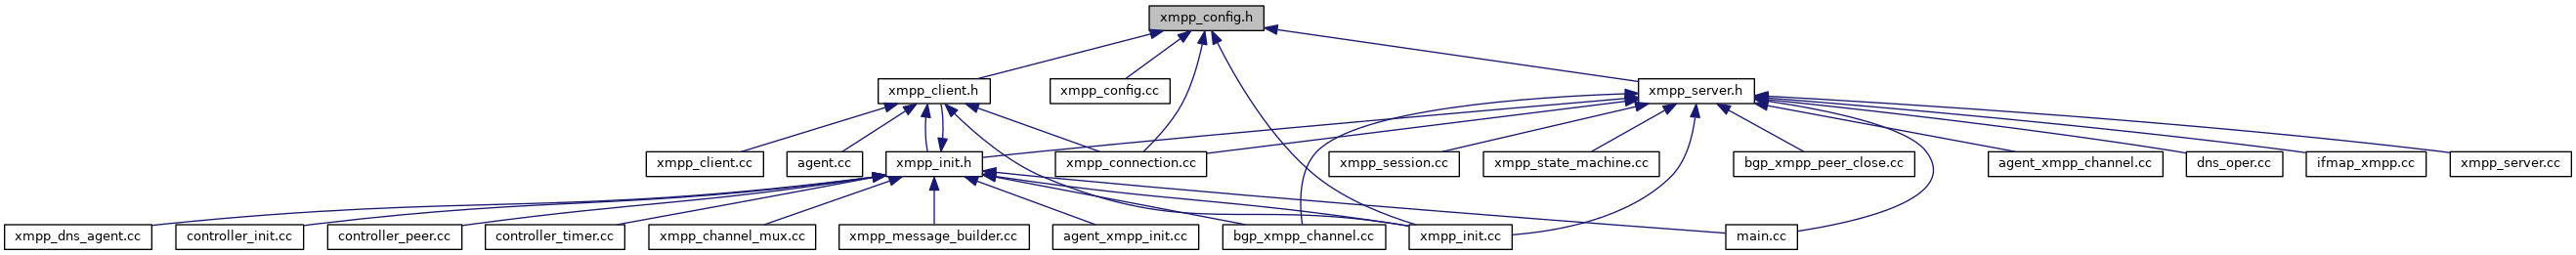 xmpp_config.h
xmpp_client.h
xmpp_config.cc
xmpp_server.h
xmpp_client.cc
agent.cc
xmpp_init.h
xmpp_connection.cc
xmpp_session.cc
xmpp_state_machine.cc
bgp_xmpp_peer_close.cc
agent_xmpp_channel.cc
dns_oper.cc
ifmap_xmpp.cc
xmpp_server.cc
xmpp_dns_agent.cc
controller_init.cc
controller_peer.cc
controller_timer.cc
xmpp_channel_mux.cc
xmpp_message_builder.cc
agent_xmpp_init.cc
bgp_xmpp_channel.cc
xmpp_init.cc
main.cc